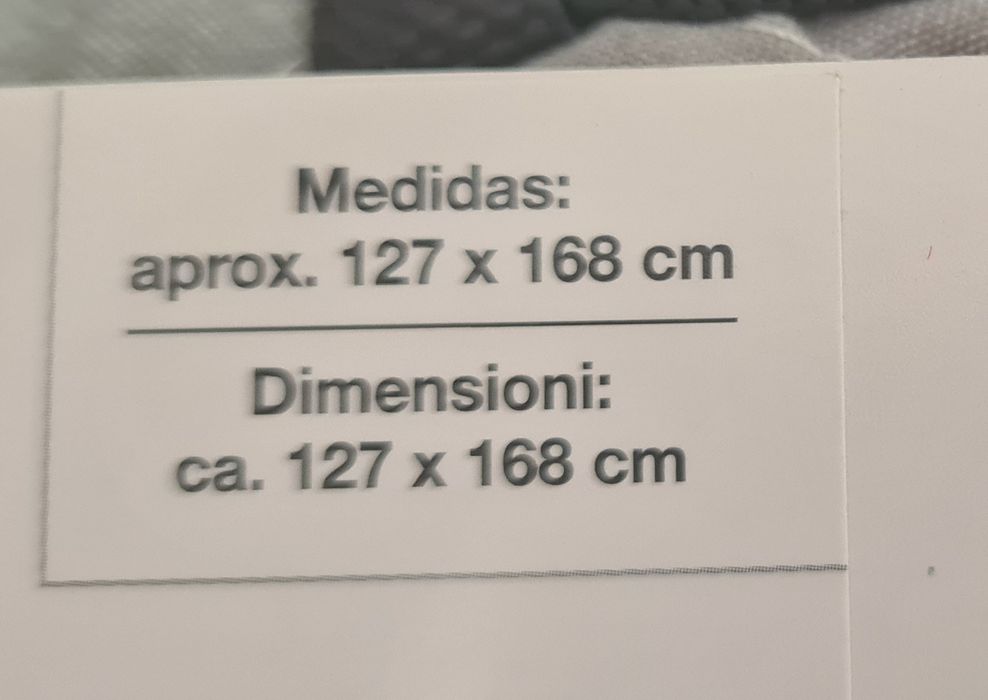 Medidas:
aprox. 127 x 168 cm
Dimensioni:
ca. 127 x 168 cm